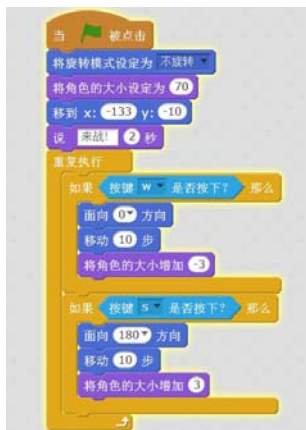 当 被点击
将旋转模式设定为 不旋转
将角色的大小设定为 70
移到 x: -133 y: -10
说 来战! 2 秒
重复执行
如果 按键 w 是否按下? 那么
面向 0 方向
移动 10 步
将角色的大小增加 -3
如果 按键 s 是否按下? 那么
面向 180 方向
移动 10 步
将角色的大小增加 3